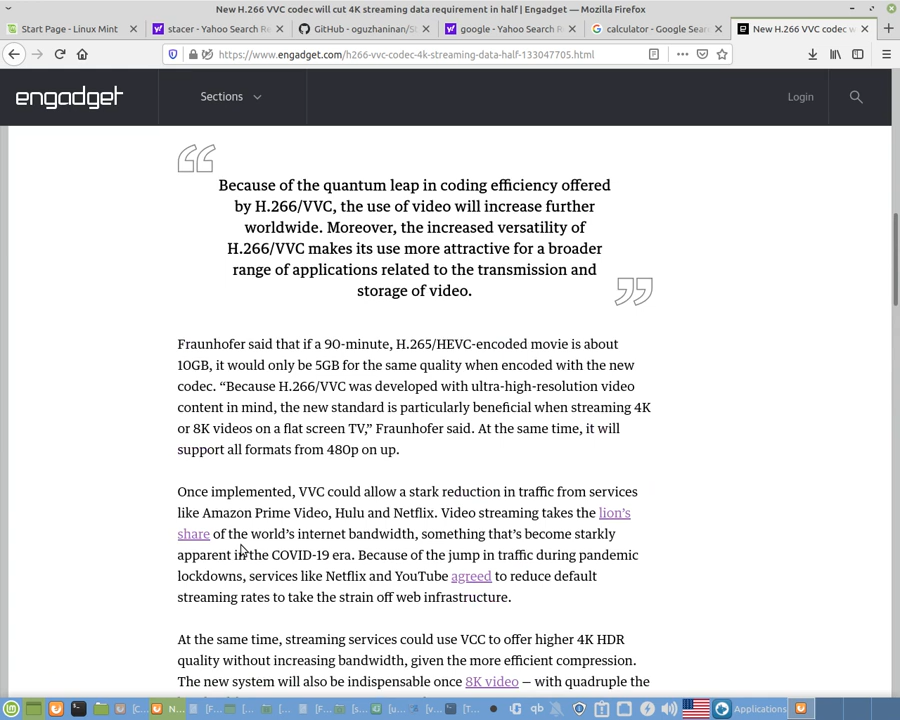 New H.266 VVC codec will cut 4K streaming data requirement in half | Engadget — Mozilla Firefox
Start Page - Linux Mint
stacer - Yahoo Search Re
GitHub - oguzhaninan/St
google - Yahoo Search R
calculator - Google Sear
New H.266 VVC codec w
https://www.engadget.com/h266-vvc-codec-4k-streaming-data-half-133047705.html
engadget
Sections
Login
Because of the quantum leap in coding efficiency offered
by H.266/VVC, the use of video will increase further
worldwide. Moreover, the increased versatility of
H.266/VVC makes its use more attractive for a broader
range of applications related to the transmission and
storage of video.
Fraunhofer said that if a 90-minute, H.265/HEVC-encoded movie is about
10GB, it would only be 5GB for the same quality when encoded with the new
codec. “Because H.266/VVC was developed with ultra-high-resolution video
content in mind, the new standard is particularly beneficial when streaming 4K
or 8K videos on a flat screen TV,” Fraunhofer said. At the same time, it will
support all formats from 480p on up.
Once implemented, VVC could allow a stark reduction in traffic from services
like Amazon Prime Video, Hulu and Netflix. Video streaming takes the lion’s
share of the world’s internet bandwidth, something that’s become starkly
apparent in the COVID-19 era. Because of the jump in traffic during pandemic
lockdowns, services like Netflix and YouTube agreed to reduce default
streaming rates to take the strain off web infrastructure.
At the same time, streaming services could use VCC to offer higher 4K HDR
quality without increasing bandwidth, given the more efficient compression.
The new system will also be indispensable once 8K video — with quadruple the
Applications